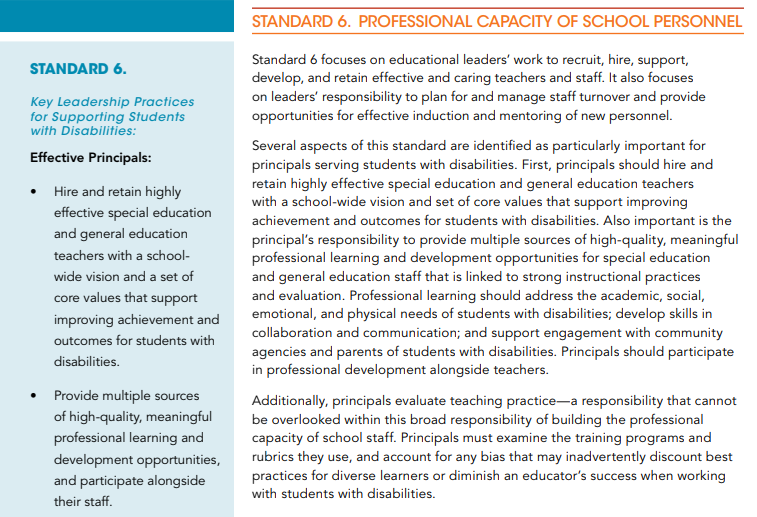 STANDARD 6.
Key Leadership Practices
for Supporting Students
with Disabilities:
Effective Principals:
• Hire and retain highly
effective special education
and general education
teachers with a school-
wide vision and a set of
core values that support
improving achievement and
outcomes for students with
disabilities.
• Provide multiple sources
of high-quality, meaningful
professional learning and
development opportunities,
and participate alongside
their staff.
STANDARD 6. PROFESSIONAL CAPACITY OF SCHOOL PERSONNEL
Standard 6 focuses on educational leaders’ work to recruit, hire, support,
develop, and retain effective and caring teachers and staff. It also focuses
on leaders’ responsibility to plan for and manage staff turnover and provide
opportunities for effective induction and mentoring of new personnel.
Several aspects of this standard are identified as particularly important for
principals serving students with disabilities. First, principals should hire and
retain highly effective special education and general education teachers
with a school-wide vision and set of core values that support improving
achievement and outcomes for students with disabilities. Also important is the
principal’s responsibility to provide multiple sources of high-quality, meaningful
professional learning and development opportunities for special education
and general education staff that is linked to strong instructional practices
and evaluation. Professional learning should address the academic, social,
emotional, and physical needs of students with disabilities; develop skills in
collaboration and communication; and support engagement with community
agencies and parents of students with disabilities. Principals should participate
in professional development alongside teachers.
Additionally, principals evaluate teaching practice—a responsibility that cannot
be overlooked within this broad responsibility of building the professional
capacity of school staff. Principals must examine the training programs and
rubrics they use, and account for any bias that may inadvertently discount best
practices for diverse learners or diminish an educator’s success when working
with students with disabilities.